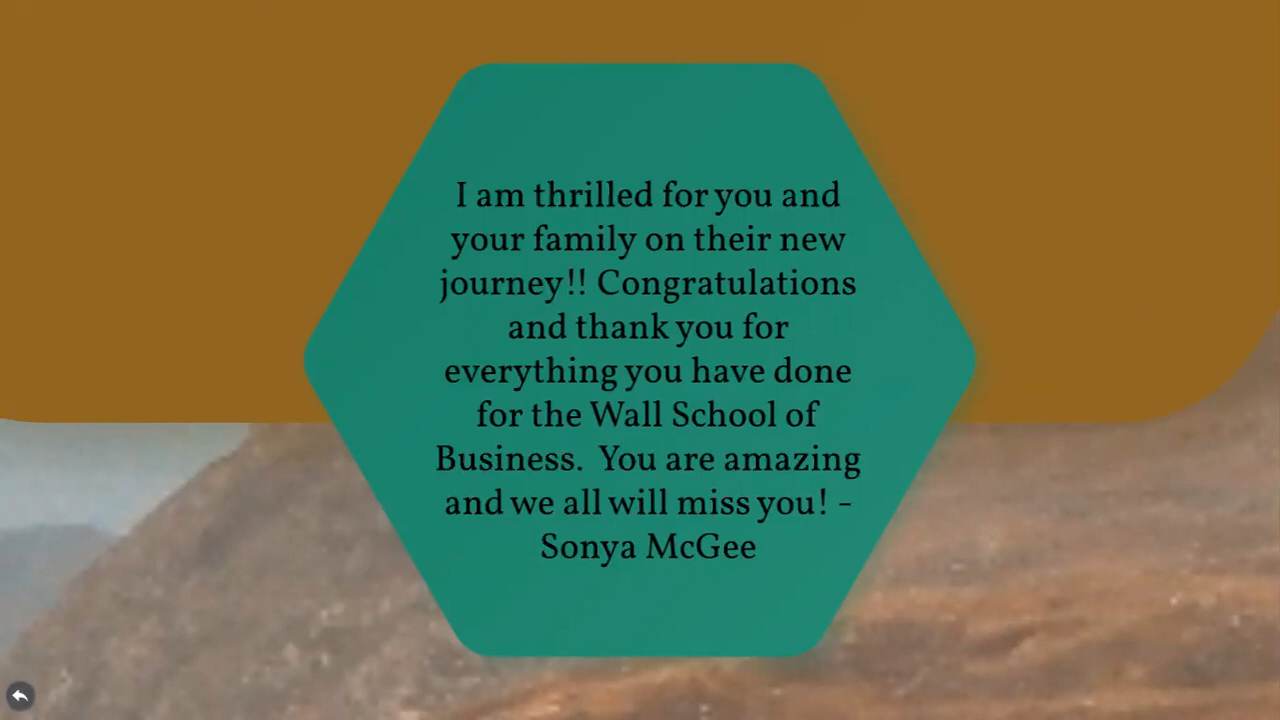 I am thrilled for you and
your family on their new
journey!! Congratulations
and thank you for
everything you have done
for the Wall School of
Business.  You are amazing
and we all will miss you! -
Sonya McGee